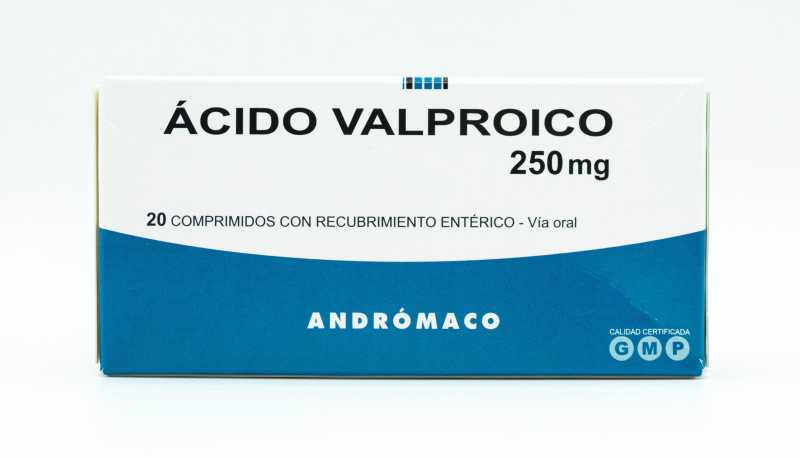 ÁCIDO VALPROICO
250 mg
20 COMPRIMIDOS CON RECUBRIMIENTO ENTÉRICO - Vía oral
ANDRÓMACO
CALIDAD CERTIFICADA
GMP